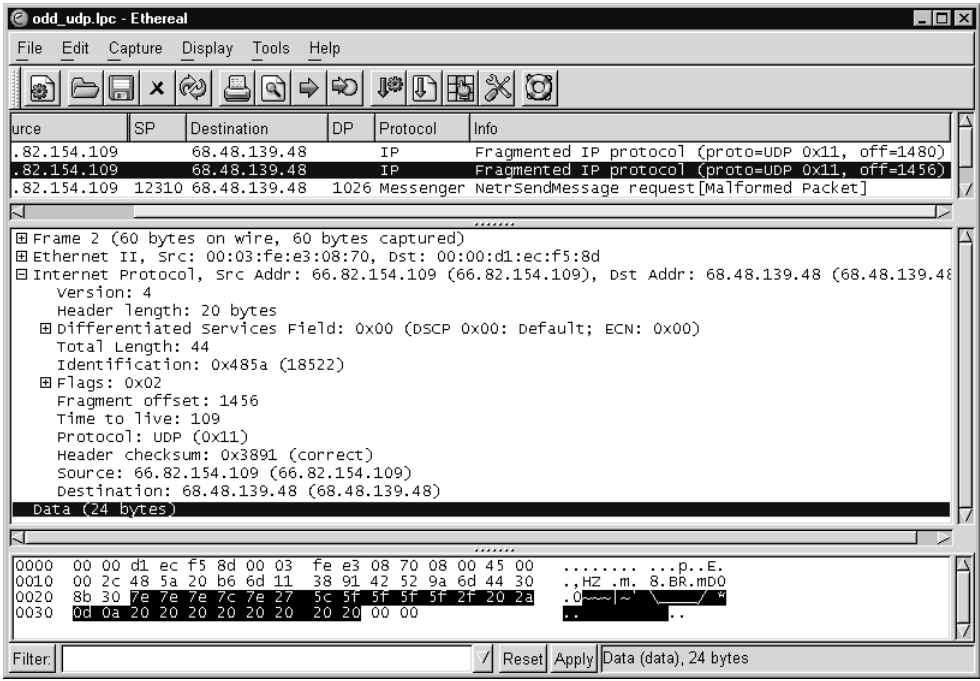 odd_udp.lpc - Ethereal
File Edit Capture Display Tools Help
urce SP Destination DP Protocol Info
.82.154.109 68.48.139.48 IP Fragmented IP protocol (proto=UDP 0x11, off=1480)
.82.154.109 68.48.139.48 IP Fragmented IP protocol (proto=UDP 0x11, off=1456)
.82.154.109 12310 68.48.139.48 1026 Messenger NetrSendMessage request[Malformed Packet]
Frame 2 (60 bytes on wire, 60 bytes captured)
Ethernet II, Src: 00:03:fe:e3:08:70, Dst: 00:00:d1:ec:f5:8d
Internet Protocol, Src Addr: 66.82.154.109 (66.82.154.109), Dst Addr: 68.48.139.48 (68.48.139.48
Version: 4
Header length: 20 bytes
Differentiated Services Field: 0x00 (DSCP 0x00: Default; ECN: 0x00)
Total Length: 44
Identification: 0x485a (18522)
Flags: 0x02
Fragment offset: 1456
Time to live: 109
Protocol: UDP (0x11)
Header checksum: 0x3891 (correct)
Source: 66.82.154.109 (66.82.154.109)
Destination: 68.48.139.48 (68.48.139.48)
Data (24 bytes)
0000 00 00 d1 ec f5 8d 00 03 fe e3 08 70 08 00 45 00 ........ ...p..E.
0010 00 2c 48 5a 20 b6 6d 11 38 91 42 52 9a 6d 44 30 .,HZ .m. 8.BR.mD0
0020 8b 30 7e 7e 7e 7c 7e 27 5c 5f 5f 5f 5f 2f 20 2a .0~~~|~' \____/ *
0030 0d 0a 20 20 20 20 20 20 20 20 00 00 .. ..
Filter: Reset Apply Data (data), 24 bytes